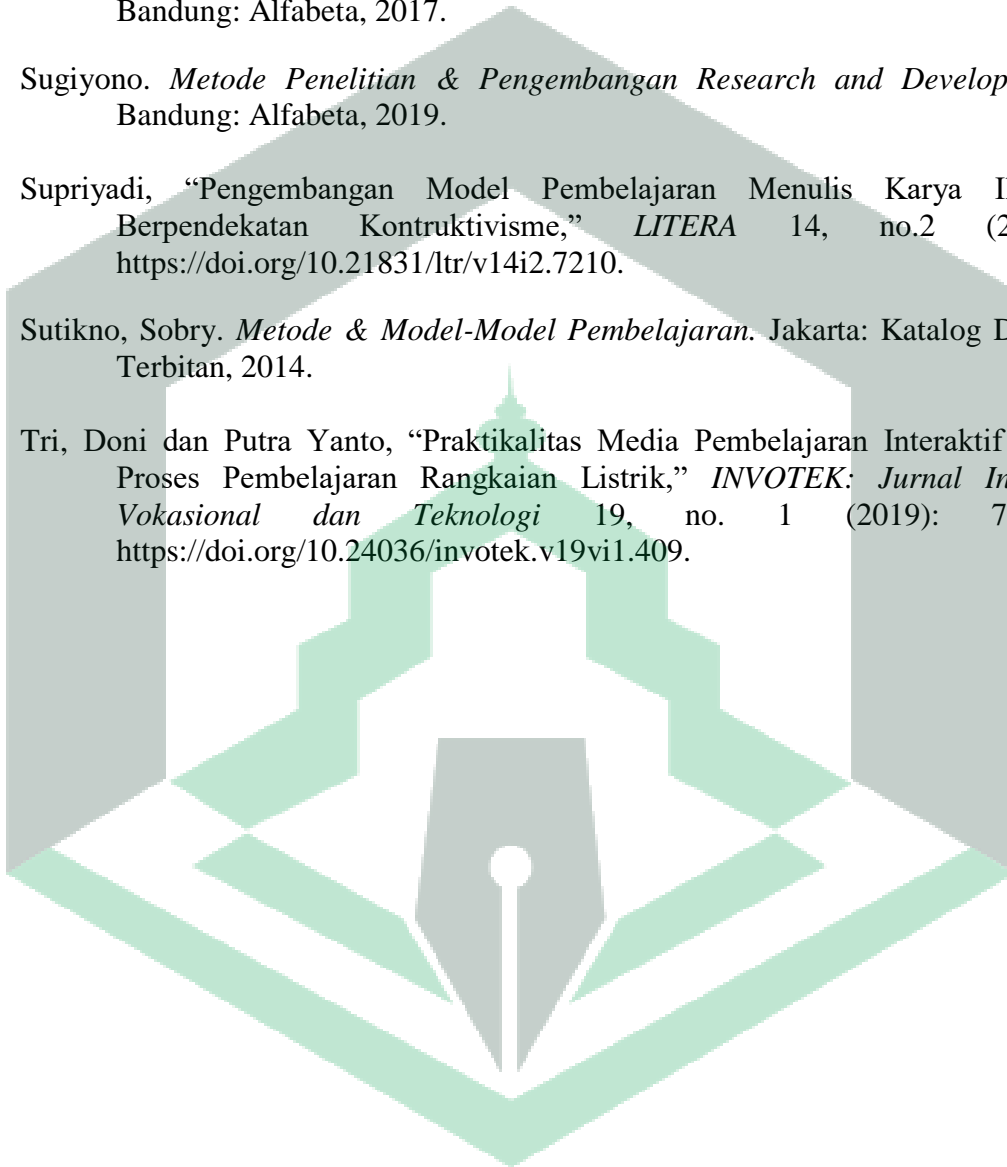 Bandung: Alfabeta, 2017.
Sugiyono. Metode Penelitian & Pengembangan Research and Develop
Bandung: Alfabeta, 2019.
Supriyadi, “Pengembangan Model Pembelajaran Menulis Karya
Berpendekatan Kontruktivisme,” LITERA 14, no.2 (2
https://doi.org/10.21831/ltr/v14i2.7210.
Sutikno, Sobry. Metode & Model-Model Pembelajaran. Jakarta: Katalog D
Terbitan, 2014.
Tri, Doni dan Putra Yanto, “Praktikalitas Media Pembelajaran Interaktif
Proses Pembelajaran Rangkaian Listrik,” INVOTEK: Jurnal In
Vokasional dan Teknologi 19, no. 1 (2019): 7
https://doi.org/10.24036/invotek.v19vi1.409.